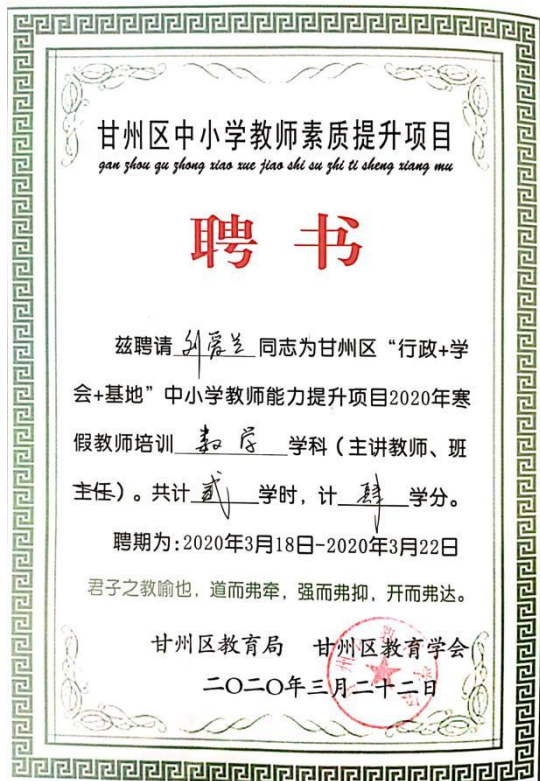 甘州区中小学教师素质提升项目
gan zhou qu zhong xiao xue jiao shi su zhi ti sheng xiang mu
聘 书
兹聘请 刘爱兰 同志为甘州区“行政+学
会+基地”中小学教师能力提升项目2020年寒
假教师培训 数学 学科（主讲教师、班
主任）。共计 贰 学时，计 肆 学分。
聘期为：2020年3月18日-2020年3月22日
君子之教喻也，道而弗牵，强而弗抑，开而弗达。
甘州区教育局 甘州区教育学会
二〇二〇年三月二十二日